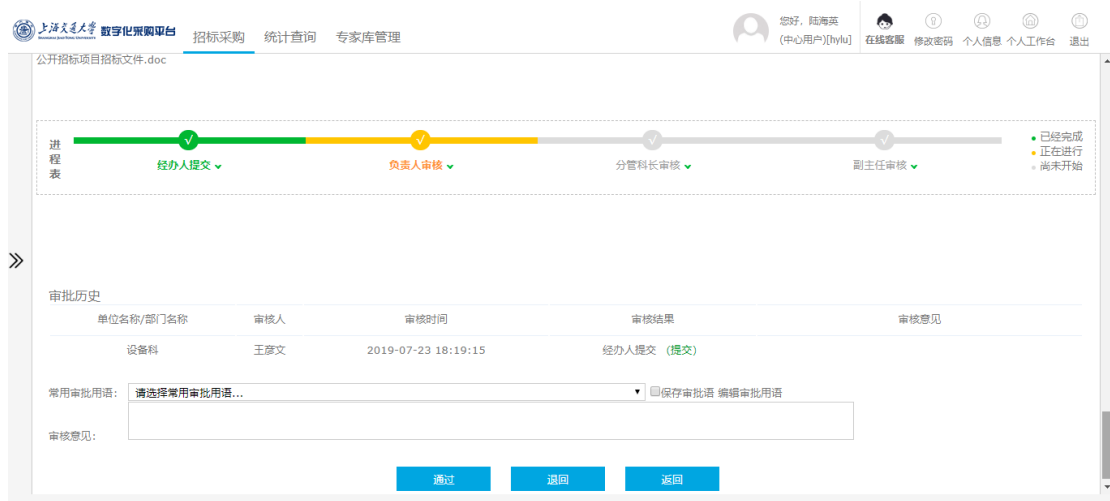 上海交通大学 数字化采购平台 招标采购 统计查询 专家库管理 您好，陆海英 (中心用户)[hylu] 在线客服 修改密码 个人信息 个人工作台 退出
公开招标项目招标文件.doc
进程表
经办人提交 负责人审核 分管科长审核 副主任审核
已经完成
正在进行
尚未开始
审批历史
单位名称/部门名称 审核人 审核时间 审核结果 审核意见
设备科 王彦文 2019-07-23 18:19:15 经办人提交 (提交)
常用审批用语: 请选择常用审批用语... 保存审批语 编辑审批用语
审核意见:
通过 退回 返回